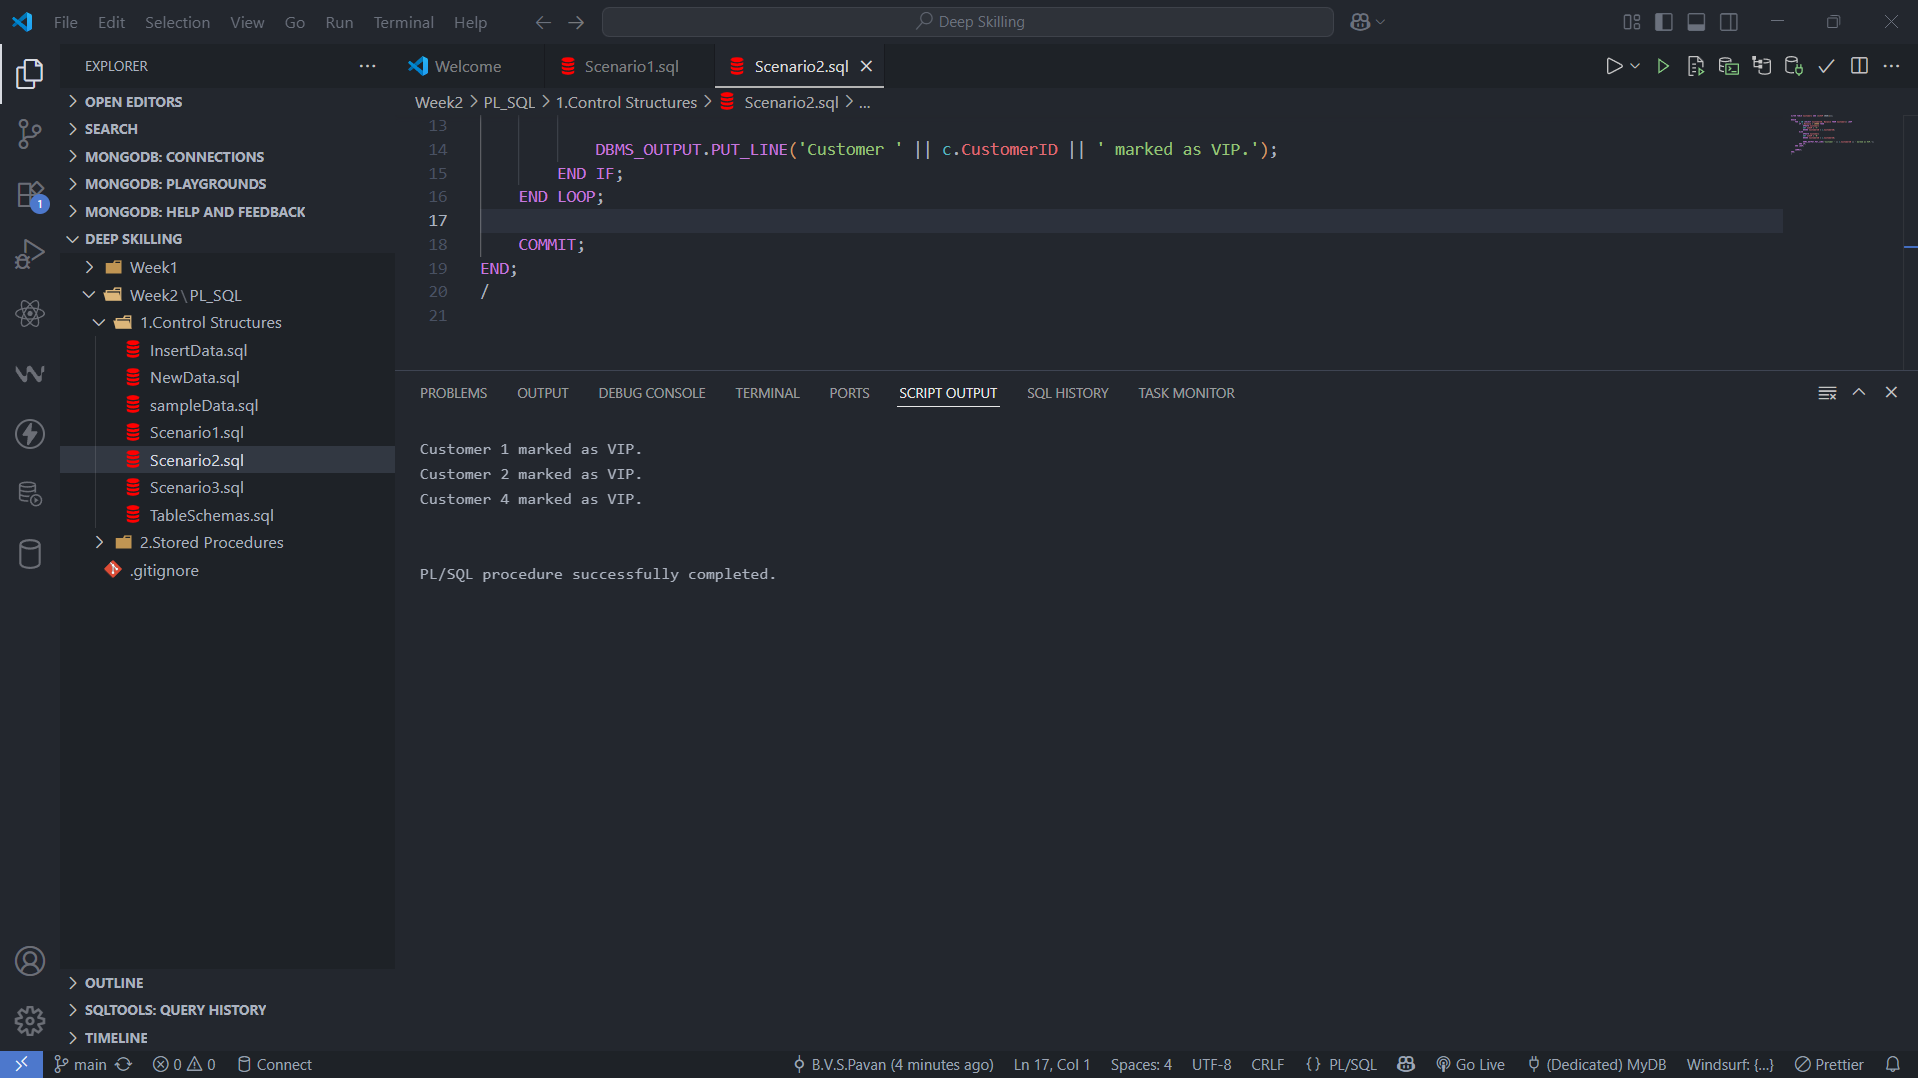 File Edit Selection View Go Run Terminal Help Deep Skilling
EXPLORER
Welcome Scenario1.sql Scenario2.sql
OPEN EDITORS
SEARCH
MONGODB: CONNECTIONS
MONGODB: PLAYGROUNDS
MONGODB: HELP AND FEEDBACK
DEEP SKILLING
Week1
Week2\PL_SQL
1.Control Structures
InsertData.sql
NewData.sql
sampleData.sql
Scenario1.sql
Scenario2.sql
Scenario3.sql
TableSchemas.sql
2.Stored Procedures
.gitignore
OUTLINE
SQLTOOLS: QUERY HISTORY
TIMELINE
1
Week2 > PL_SQL > 1.Control Structures > Scenario2.sql > ...
13
14 DBMS_OUTPUT.PUT_LINE('Customer ' || c.CustomerID || ' marked as VIP.');
15 END IF;
16 END LOOP;
17
18 COMMIT;
19 END;
20 /
21
PROBLEMS OUTPUT DEBUG CONSOLE TERMINAL PORTS SCRIPT OUTPUT SQL HISTORY TASK MONITOR
Customer 1 marked as VIP.
Customer 2 marked as VIP.
Customer 4 marked as VIP.
PL/SQL procedure successfully completed.
main 0 0 Connect B.V.S.Pavan (4 minutes ago) Ln 17, Col 1 Spaces: 4 UTF-8 CRLF {} PL/SQL Go Live (Dedicated) MyDB Windsurf: {...} Prettier